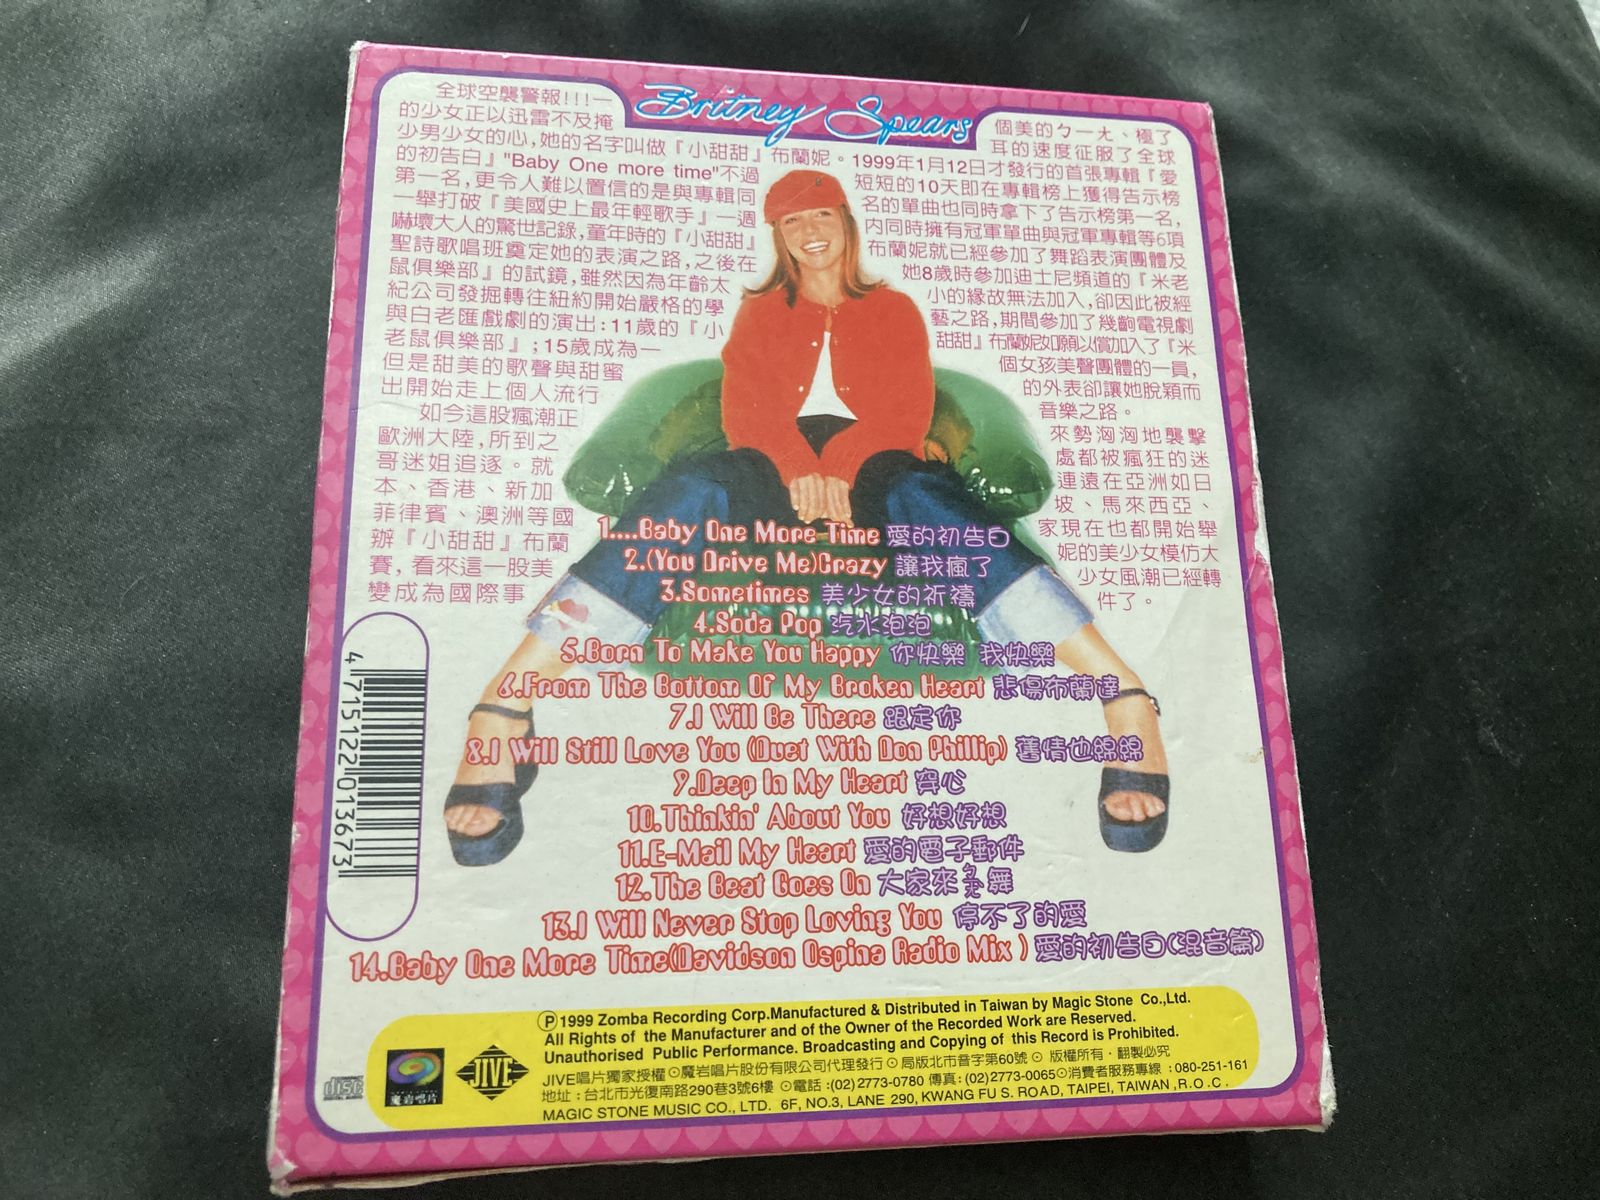 Britney Spears
全球空襲警報!!!一個美的ㄅㄧㄤ、極了
的少女正以迅雷不及掩耳的速度征服了全球
少男少女的心,她的名字叫做『小甜甜』布蘭妮。1999年1月12日才發行的首張專輯『愛
的初告白』"Baby One more time"不過短短的10天即在專輯榜上獲得告示榜
第一名,更令人難以置信的是與專輯同名的單曲也同時拿下了告示榜第一名,
一舉打破『美國史上最年輕歌手』一週內同時擁有冠軍單曲與冠軍專輯等6項
嚇壞大人的驚世記錄,童年時的『小甜甜』布蘭妮就已經參加了舞蹈表演團體及
聖詩歌唱班奠定她的表演之路,之後在她8歲時參加迪士尼頻道的『米老
鼠俱樂部』的試鏡,雖然因為年齡太小的緣故無法加入,卻因此被經
紀公司發掘轉往紐約開始嚴格的學藝之路,期間參加了幾齣電視劇
與百老匯戲劇的演出:11歲的『小甜甜』布蘭妮如願以償加入了『米
老鼠俱樂部』;15歲成為一個女孩美聲團體的一員,
但是甜美的歌聲與甜蜜的外表卻讓她脫穎而
出開始走上個人流行音樂之路。
如今這股瘋潮正來勢洶洶地襲擊
歐洲大陸,所到之處都被瘋狂的迷
哥迷姐追逐。就連遠在亞洲如日
本、香港、新加坡、馬來西亞、
菲律賓、澳洲等國家現在也都開始舉
辦『小甜甜』布蘭妮的美少女模仿大
賽,看來這一股美少女風潮已經轉
變成為國際事件了。
1....Baby One More Time 愛的初告白
2.(You Drive Me)Crazy 讓我瘋了
3.Sometimes 美少女的祈禱
4.Soda Pop 汽水泡泡
5.Born To Make You Happy 你快樂 我快樂
6.From The Bottom Of My Broken Heart 悲傷布蘭達
7.I Will Be There 跟定你
8.I Will Still Love You (Duet With Don Phillip) 舊情也綿綿
9.Deep In My Heart 穿心
10.Thinkin' About You 好想好想
11.E-Mail My Heart 愛的電子郵件
12.The Beat Goes On 大家來ㄆㄤ舞
13.I Will Never Stop Loving You 停不了的愛
14.Baby One More Time(Davidson Ospina Radio Mix ) 愛的初告白(混音篇)
4 715122 013673
Ⓟ1999 Zomba Recording Corp.Manufactured & Distributed in Taiwan by Magic Stone Co.,Ltd.
All Rights of the Manufacturer and of the Owner of the Recorded Work are Reserved.
Unauthorised Public Performance. Broadcasting and Copying of this Record is Prohibited.
JIVE唱片獨家授權⊙魔岩唱片股份有限公司代理發行⊙局版北市音字第60號⊙ 版權所有‧翻製必究
地址:台北市光復南路290巷3號6樓 ⊙電話:(02)2773-0780 傳真:(02)2773-0065⊙消費者服務專線:080-251-161
MAGIC STONE MUSIC CO., LTD. 6F, NO.3, LANE 290, KWANG FU S. ROAD, TAIPEI, TAIWAN ,R.O.C.
COMPACT disc DIGITAL AUDIO
魔岩唱片
JIVE